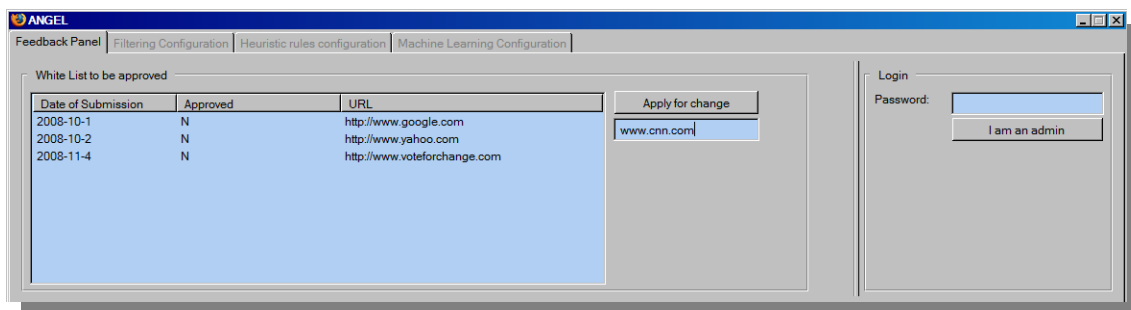 ANGEL
Feedback Panel Filtering Configuration Heuristic rules configuration Machine Learning Configuration
White List to be approved
Date of Submission Approved URL
2008-10-1 N http://www.google.com
2008-10-2 N http://www.yahoo.com
2008-11-4 N http://www.voteforchange.com
Apply for change
www.cnn.com
Login
Password:
I am an admin